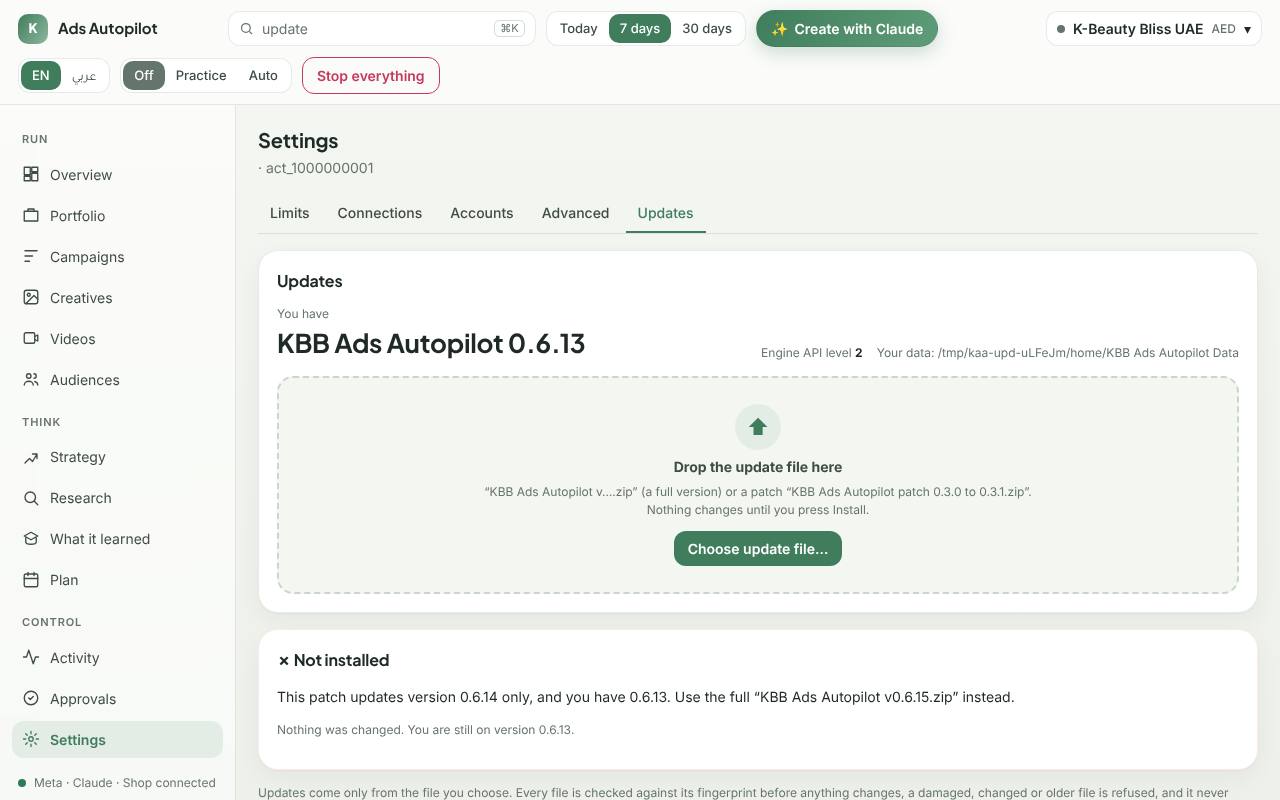 K Ads Autopilot
update ⌘K
Today 7 days 30 days
✨ Create with Claude
K-Beauty Bliss UAE AED ▾
EN عربي
Off Practice Auto
Stop everything
RUN
Overview
Portfolio
Campaigns
Creatives
Videos
Audiences
THINK
Strategy
Research
What it learned
Plan
CONTROL
Activity
Approvals
Settings
Meta · Claude · Shop connected
Settings
· act_1000000001
Limits Connections Accounts Advanced Updates
Updates
You have
KBB Ads Autopilot 0.6.13
Engine API level 2 Your data: /tmp/kaa-upd-uLFeJm/home/KBB Ads Autopilot Data
Drop the update file here
“KBB Ads Autopilot v….zip” (a full version) or a patch “KBB Ads Autopilot patch 0.3.0 to 0.3.1.zip”.
Nothing changes until you press Install.
Choose update file…
× Not installed
This patch updates version 0.6.14 only, and you have 0.6.13. Use the full “KBB Ads Autopilot v0.6.15.zip” instead.
Nothing was changed. You are still on version 0.6.13.
Updates come only from the file you choose. Every file is checked against its fingerprint before anything changes, a damaged, changed or older file is refused, and it never